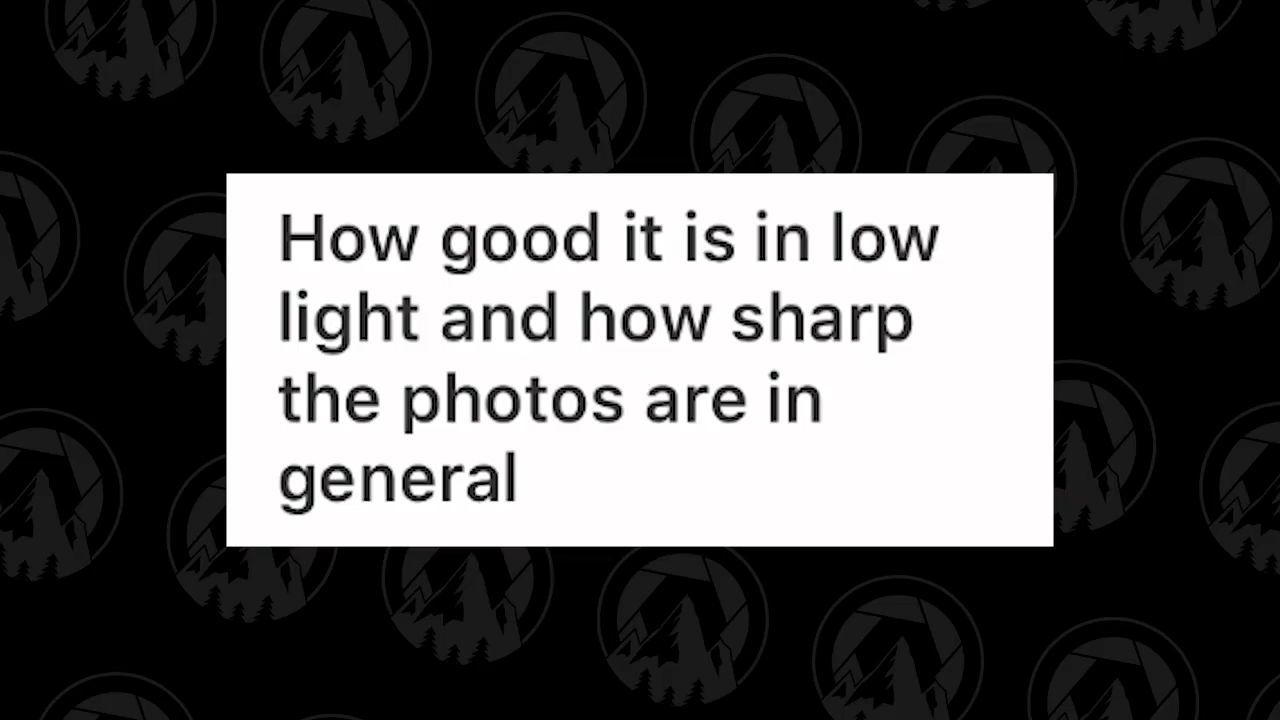 How good it is in low
light and how sharp
the photos are in
general